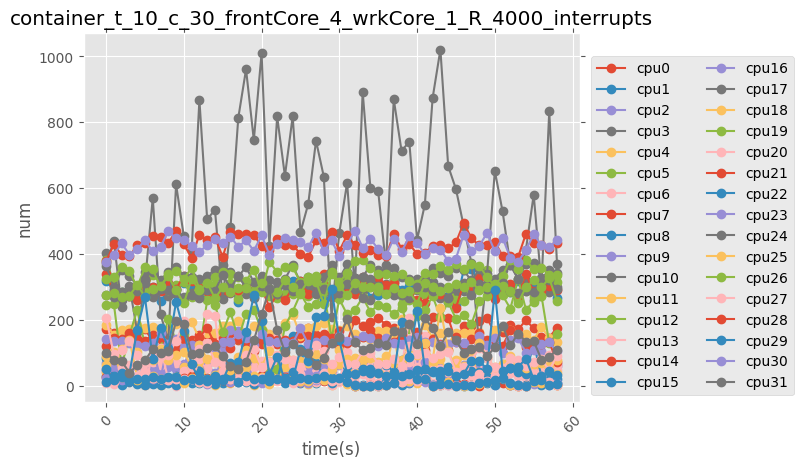 container_t_10_c_30_frontCore_4_wrkCore_1_R_4000_interrupts
num
1000
800
600
400
200
0
0
10
20
30
40
50
60
time(s)
cpu0
cpu1
cpu2
cpu3
cpu4
cpu5
cpu6
cpu7
cpu8
cpu9
cpu10
cpu11
cpu12
cpu13
cpu14
cpu15
cpu16
cpu17
cpu18
cpu19
cpu20
cpu21
cpu22
cpu23
cpu24
cpu25
cpu26
cpu27
cpu28
cpu29
cpu30
cpu31